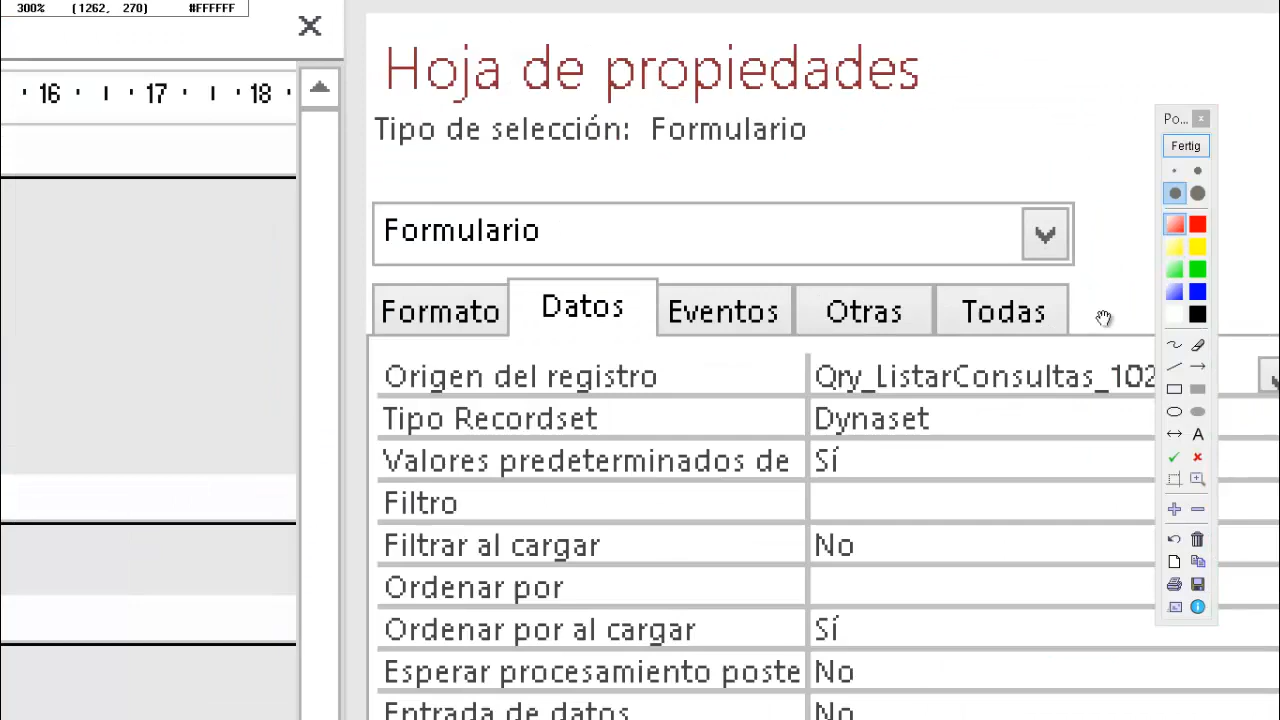 300% (1262, 270) #FFFFFF
· 16 · ı · 17 · ı · 18 ·
Hoja de propiedades
Tipo de selección: Formulario
Po...
Fertig
Formulario
Formato Datos Eventos Otras Todas
Origen del registro Qry_ListarConsultas_102
Tipo Recordset Dynaset
Valores predeterminados de Sí
Filtro
Filtrar al cargar No
Ordenar por
Ordenar por al cargar Sí
Esperar procesamiento poste No
Entrada de datos No